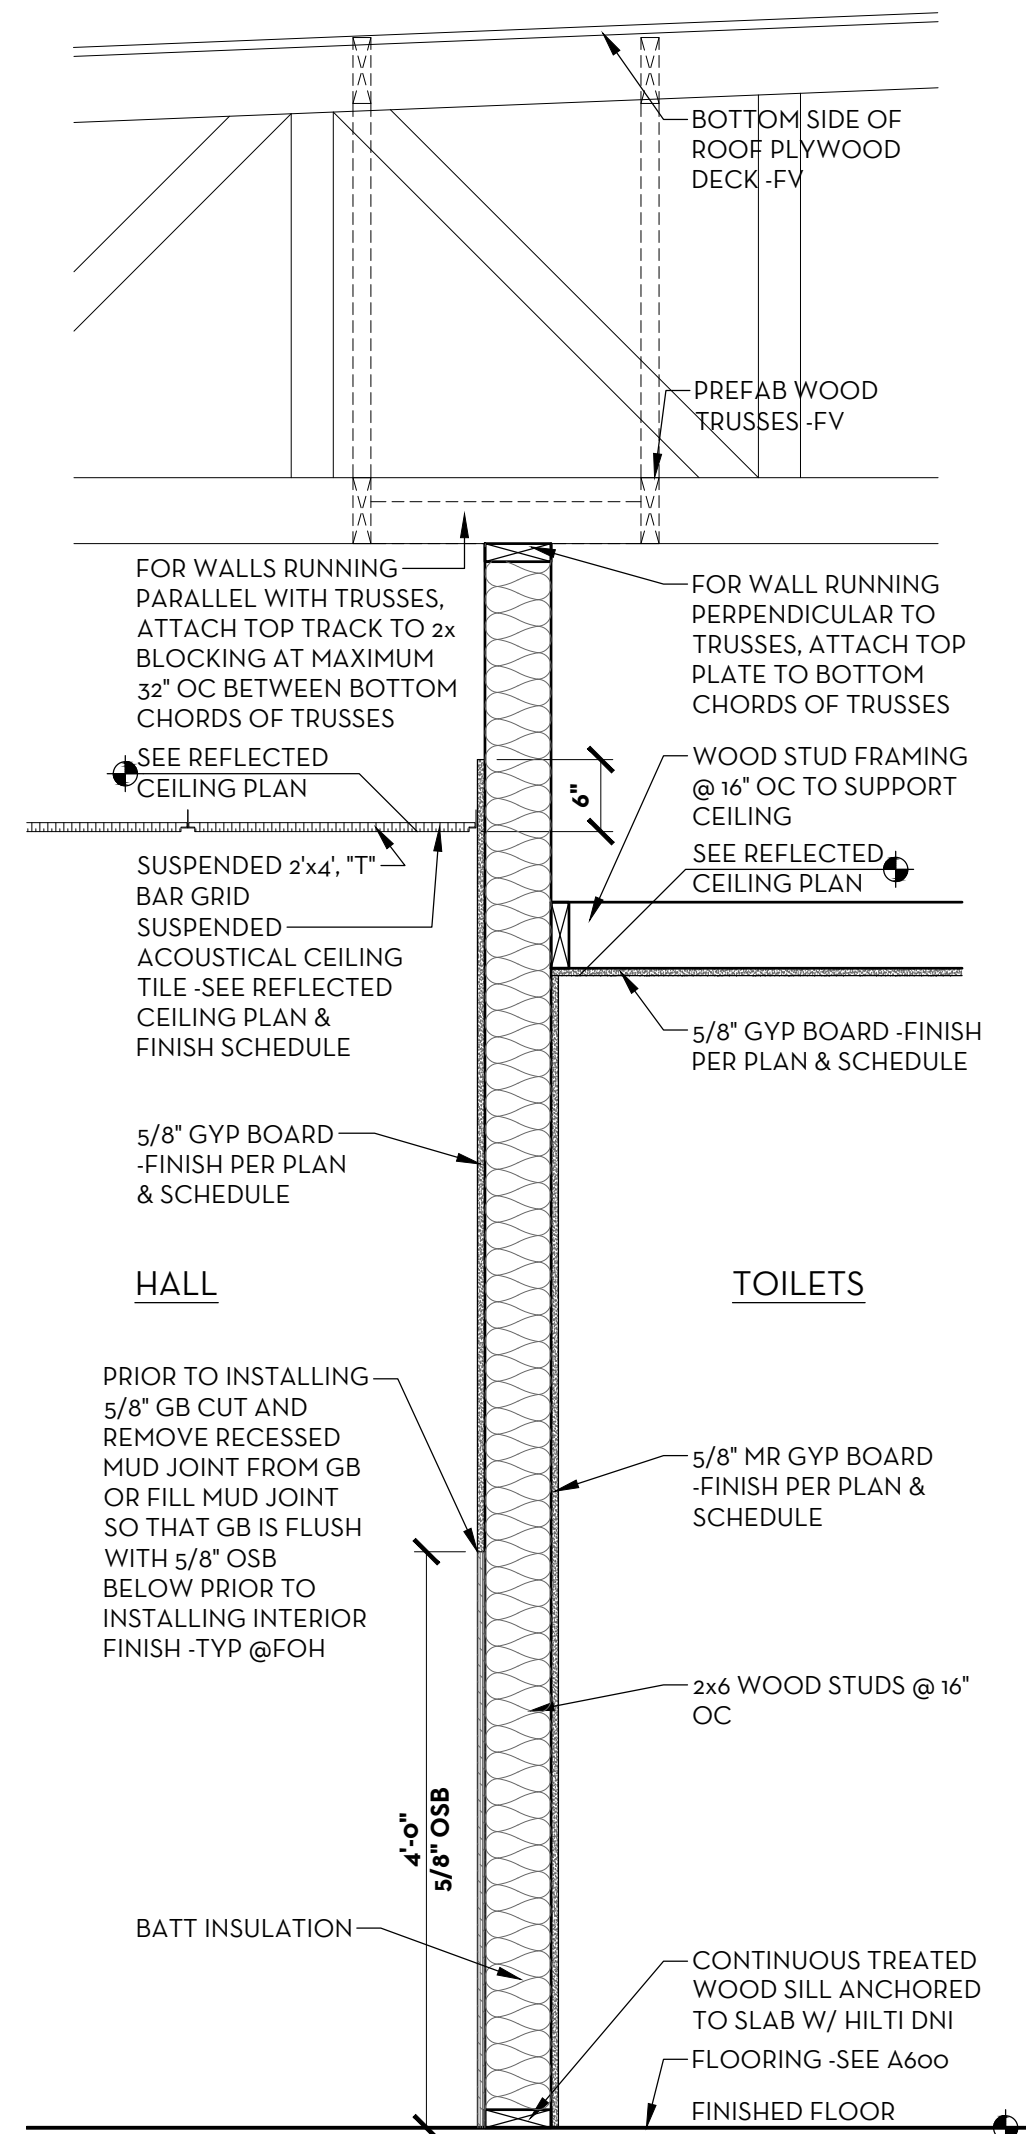 BOTTOM SIDE OF
ROOF PLYWOOD
DECK -FV
PREFAB WOOD
TRUSSES -FV
FOR WALLS RUNNING
PARALLEL WITH TRUSSES,
ATTACH TOP TRACK TO 2x
BLOCKING AT MAXIMUM
32" OC BETWEEN BOTTOM
CHORDS OF TRUSSES
FOR WALL RUNNING
PERPENDICULAR TO
TRUSSES, ATTACH TOP
PLATE TO BOTTOM
CHORDS OF TRUSSES
SEE REFLECTED
CEILING PLAN
6"
WOOD STUD FRAMING
@ 16" OC TO SUPPORT
CEILING
SEE REFLECTED
CEILING PLAN
SUSPENDED 2'x4', "T"
BAR GRID
SUSPENDED
ACOUSTICAL CEILING
TILE -SEE REFLECTED
CEILING PLAN &
FINISH SCHEDULE
5/8" GYP BOARD -FINISH
PER PLAN & SCHEDULE
5/8" GYP BOARD
-FINISH PER PLAN
& SCHEDULE
HALL
TOILETS
PRIOR TO INSTALLING
5/8" GB CUT AND
REMOVE RECESSED
MUD JOINT FROM GB
OR FILL MUD JOINT
SO THAT GB IS FLUSH
WITH 5/8" OSB
BELOW PRIOR TO
INSTALLING INTERIOR
FINISH -TYP @FOH
5/8" MR GYP BOARD
-FINISH PER PLAN &
SCHEDULE
2x6 WOOD STUDS @ 16"
OC
4'-0"
5/8" OSB
BATT INSULATION
CONTINUOUS TREATED
WOOD SILL ANCHORED
TO SLAB W/ HILTI DNI
FLOORING -SEE A600
FINISHED FLOOR